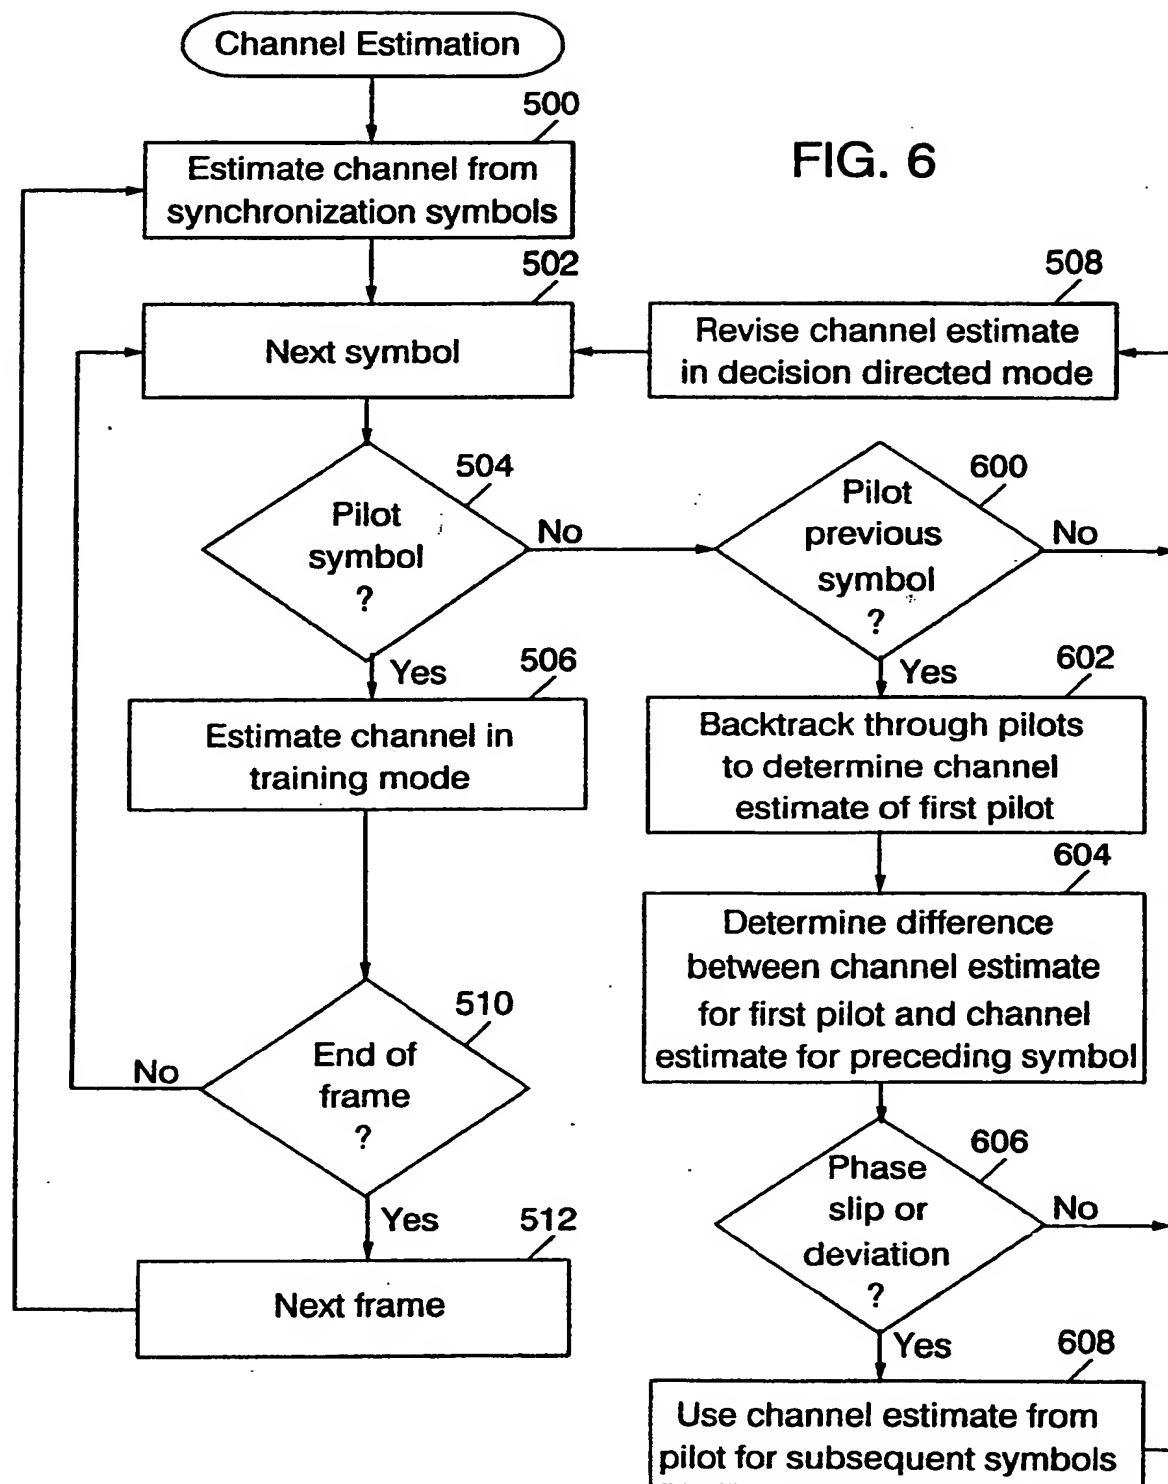 Channel Estimation
500
Estimate channel from
synchronization symbols
FIG. 6
502
Next symbol
508
Revise channel estimate
in decision directed mode
504
Pilot
symbol
?
No
Yes
600
Pilot
previous
symbol
?
No
Yes
506
Estimate channel in
training mode
602
Backtrack through pilots
to determine channel
estimate of first pilot
604
Determine difference
between channel estimate
for first pilot and channel
estimate for preceding symbol
510
End of
frame
?
No
Yes
606
Phase
slip or
deviation
?
No
Yes
512
Next frame
608
Use channel estimate from
pilot for subsequent symbols